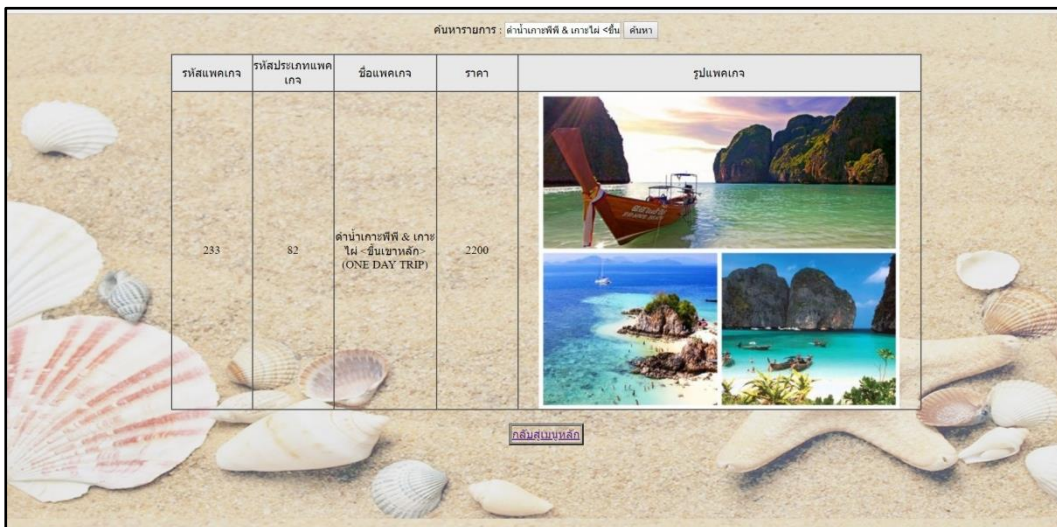 ค้นหารายการ : ดำน้ำเกาะพีพี & เกาะไผ่ <ขึ้น ค้นหา
รหัสแพคเกจ
รหัสประเภทแพค
เกจ
ชื่อแพคเกจ
ราคา
รูปแพคเกจ
233
82
ดำน้ำเกาะพีพี & เกาะ
ไผ่ <ขึ้นเขาหลัก>
(ONE DAY TRIP)
2200
กลับสู่เมนูหลัก